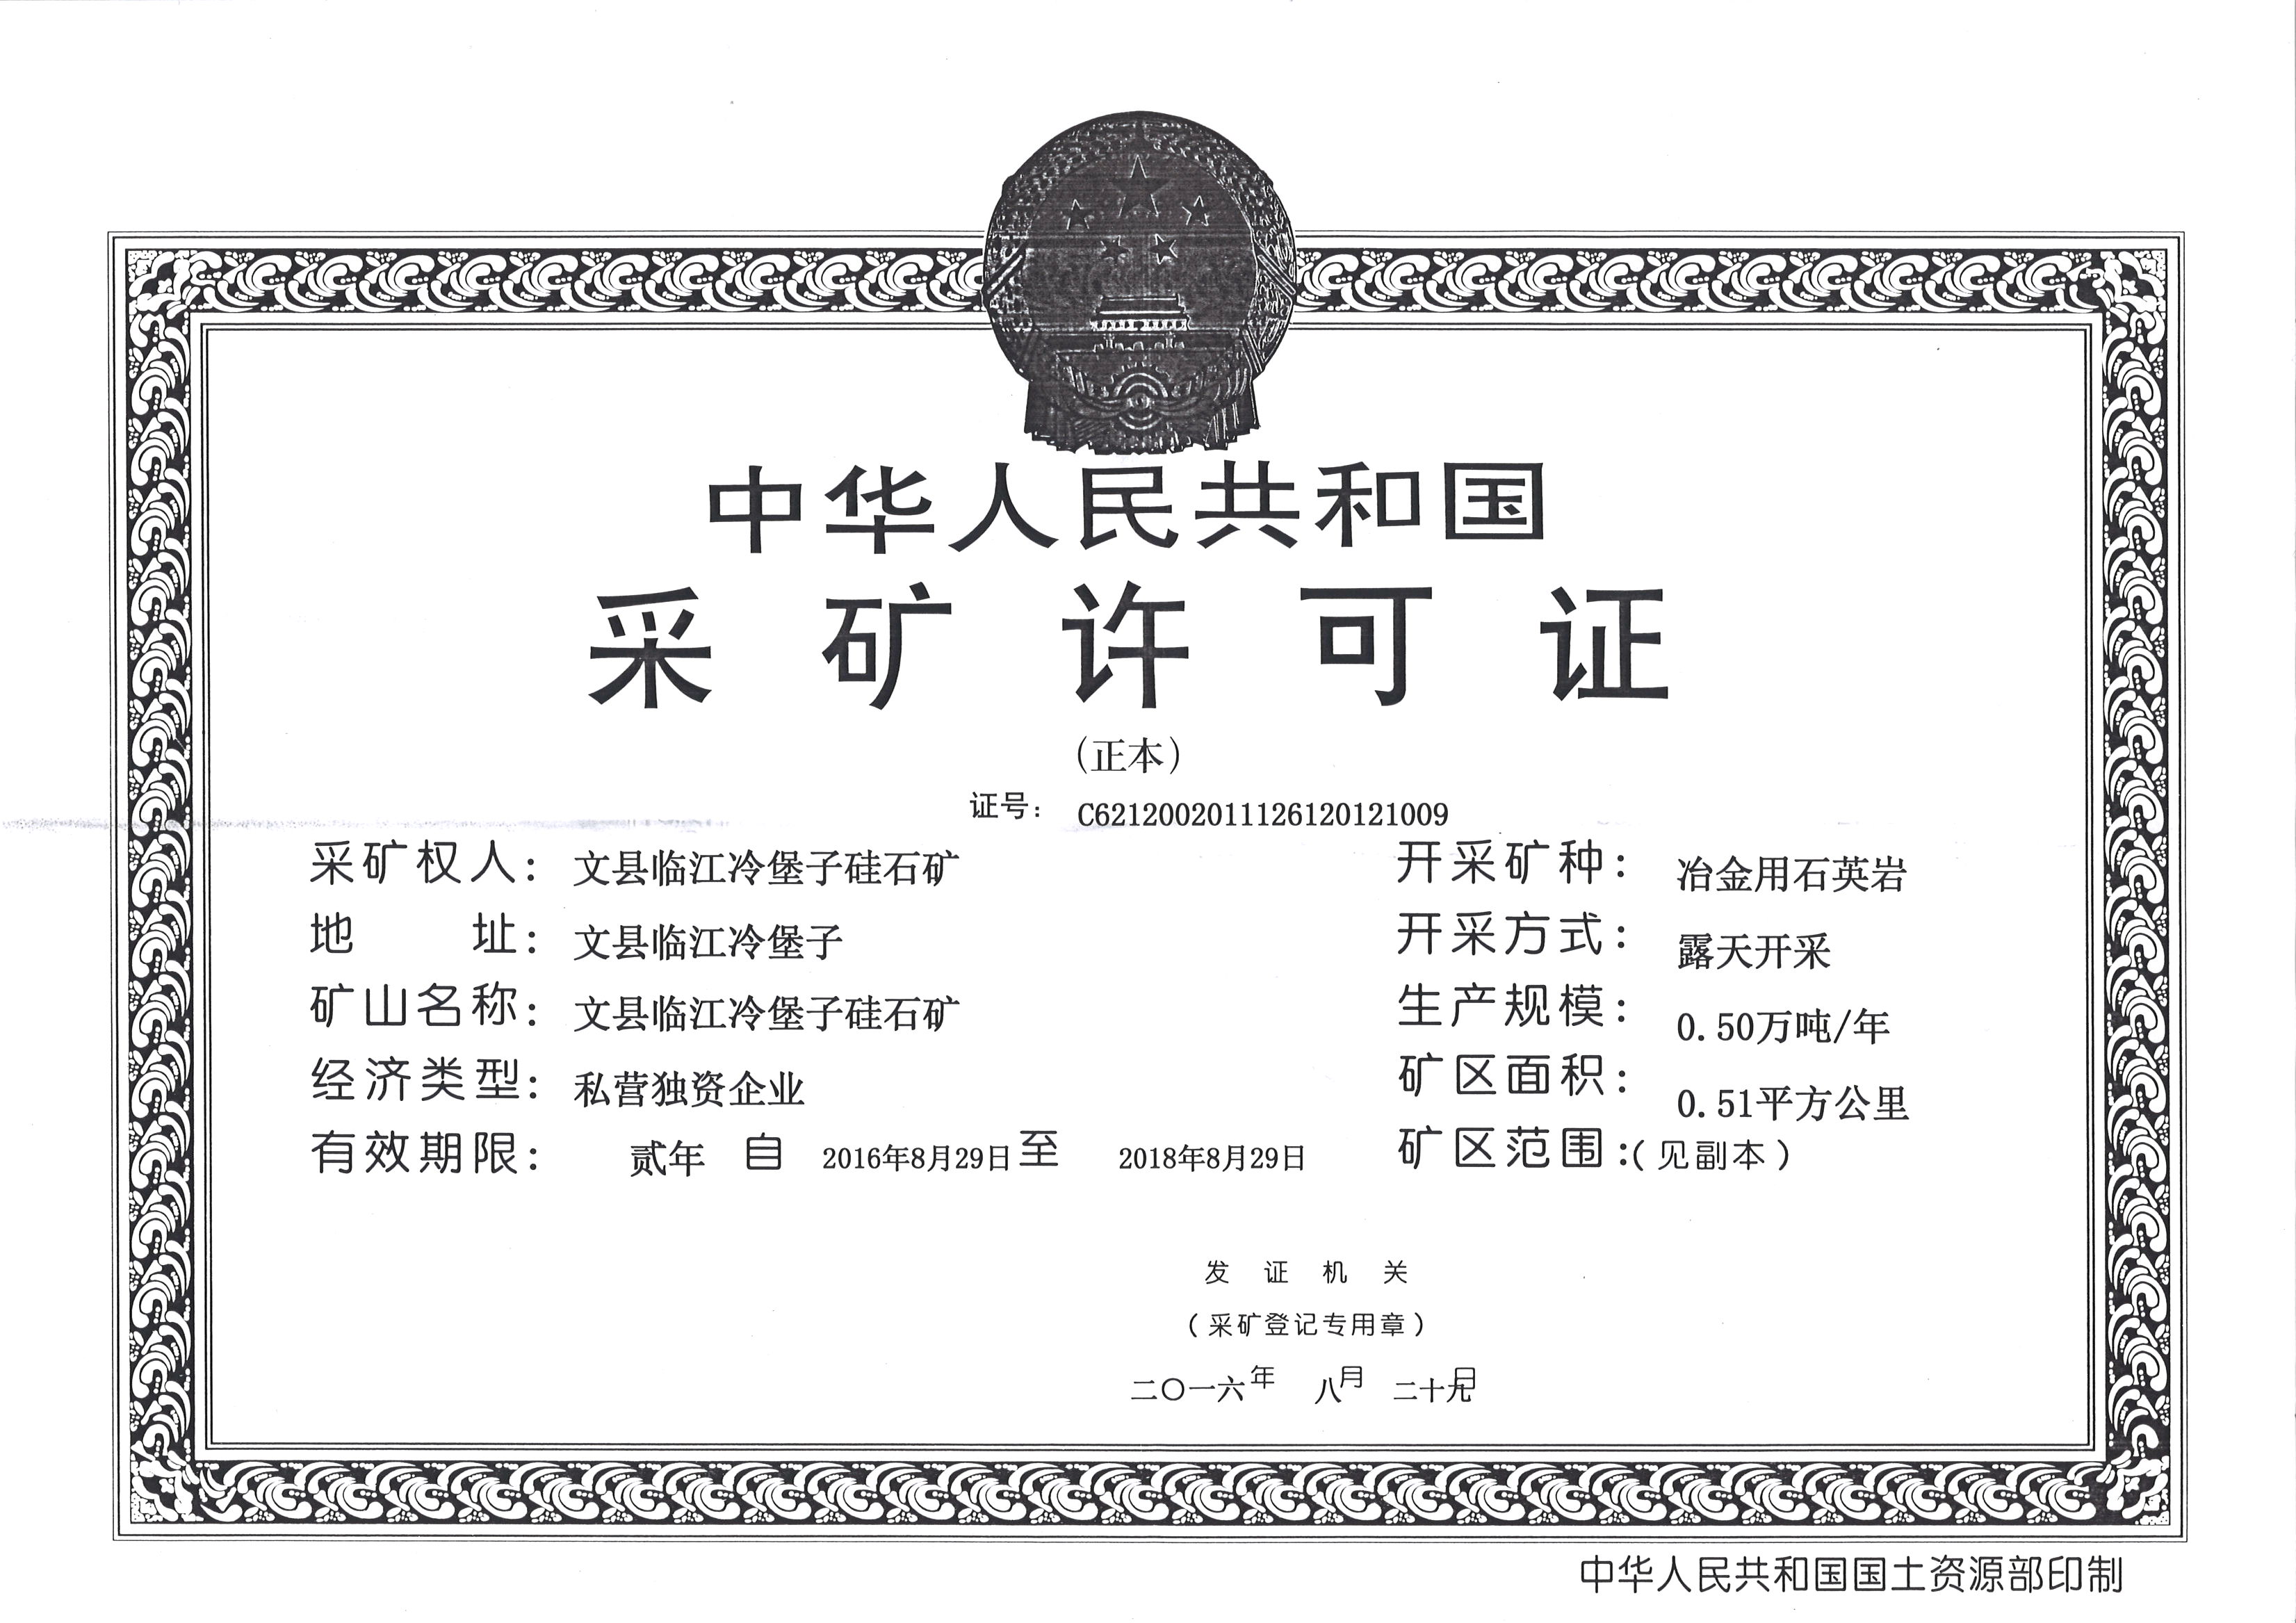 中华人民共和国
采矿许可证
(正本)
证号： C6212002011126120121009
采矿权人： 文县临江冷堡子硅石矿
地址： 文县临江冷堡子
矿山名称： 文县临江冷堡子硅石矿
经济类型： 私营独资企业
有效期限： 贰年 自 2016年8月29日 至 2018年8月29日
开采矿种： 冶金用石英岩
开采方式： 露天开采
生产规模： 0.50万吨/年
矿区面积： 0.51平方公里
矿区范围：(见副本)
发证机关
(采矿登记专用章)
二〇一六年 八月 二十九日
中华人民共和国国土资源部印制